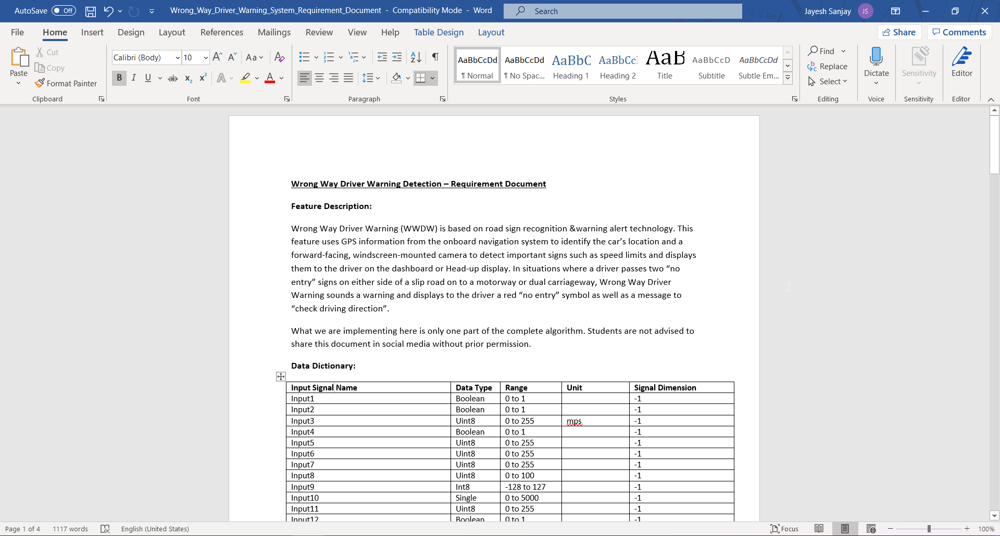 AutoSave Off Wrong_Way_Driver_Warning_System_Requirement_Document - Compatibility Mode - Word Search Jayesh Sanjay JS
File Home Insert Design Layout References Mailings Review View Help Table Design Layout Share Comments
Paste Cut Copy Format Painter Clipboard
Calibri (Body) 10 Aa B I U ab x2 x2 A A Font
Paragraph
AaBbCcDd ¶ Normal
AaBbCcDd ¶ No Spac...
AaBbC Heading 1
AaBbCc Heading 2
AaB Title
AaBbCcD Subtitle
AaBbCcDd Subtle Em...
Styles
Find Replace Select Editing
Dictate Voice
Sensitivity Sensitivity
Editor Editor
Wrong Way Driver Warning Detection – Requirement Document
Feature Description:
Wrong Way Driver Warning (WWDW) is based on road sign recognition &warning alert technology. This
feature uses GPS information from the onboard navigation system to identify the car’s location and a
forward-facing, windscreen-mounted camera to detect important signs such as speed limits and displays
them to the driver on the dashboard or Head-up display. In situations where a driver passes two “no
entry” signs on either side of a slip road on to a motorway or dual carriageway, Wrong Way Driver
Warning sounds a warning and displays to the driver a red “no entry” symbol as well as a message to
“check driving direction”.
What we are implementing here is only one part of the complete algorithm. Students are not advised to
share this document in social media without prior permission.
Data Dictionary:
Input Signal Name Data Type Range Unit Signal Dimension
Input1 Boolean 0 to 1 -1
Input2 Boolean 0 to 1 -1
Input3 Uint8 0 to 255 mps -1
Input4 Boolean 0 to 1 -1
Input5 Uint8 0 to 255 -1
Input6 Uint8 0 to 255 -1
Input7 Uint8 0 to 255 -1
Input8 Uint8 0 to 100 -1
Input9 Int8 -128 to 127 -1
Input10 Single 0 to 5000 -1
Input11 Uint8 0 to 255 -1
Input12 Boolean 0 to 1 -1
Page 1 of 4 1117 words English (United States) Focus 100%